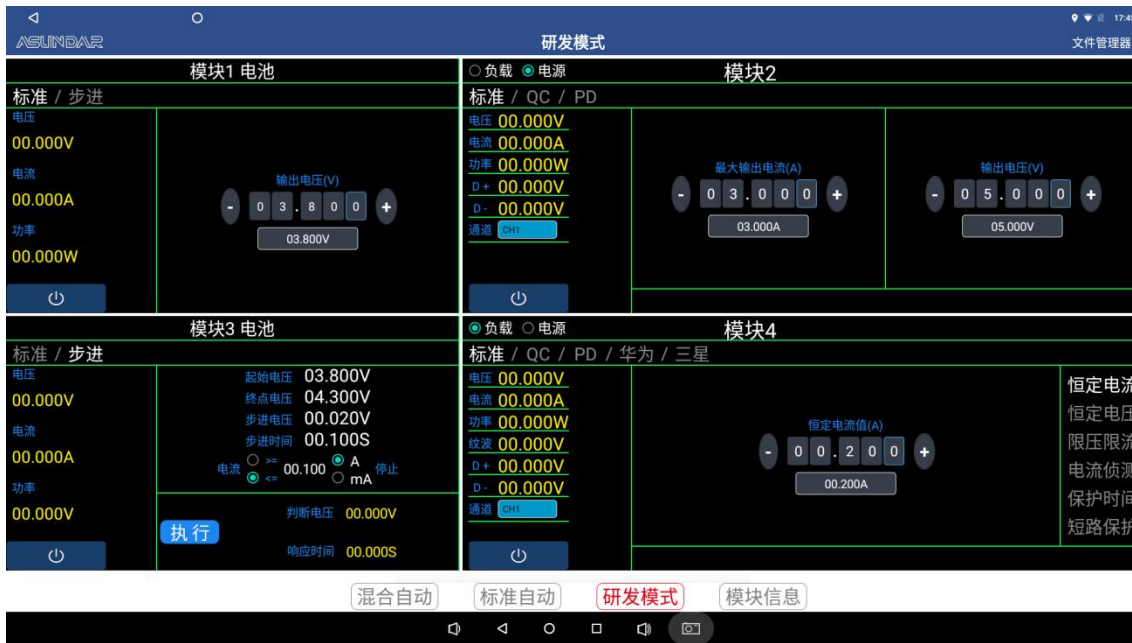 17:45
ASUNDAR
研发模式
文件管理器
模块1 电池
标准 / 步进
电压
00.000V
电流
00.000A
功率
00.000W
输出电压(V)
- 0 3 . 8 0 0 +
03.800V
负载 电源
模块2
标准 / QC / PD
电压 00.000V
电流 00.000A
功率 00.000W
D+ 00.000V
D- 00.000V
通道 CH1
最大输出电流(A)
- 0 3 . 0 0 0 +
03.000A
输出电压(V)
- 0 5 . 0 0 0 +
05.000V
模块3 电池
标准 / 步进
电压
00.000V
电流
00.000A
功率
00.000V
起始电压 03.800V
终点电压 04.300V
步进电压 00.020V
步进时间 00.100S
电流 >= <= 00.100 A mA 停止
执行
判断电压 00.000V
响应时间 00.000S
负载 电源
模块4
标准 / QC / PD / 华为 / 三星
电压 00.000V
电流 00.000A
功率 00.000W
纹波 00.000V
D+ 00.000V
D- 00.000V
通道 CH1
恒定电流值(A)
- 0 0 . 2 0 0 +
00.200A
恒定电流
恒定电压
限压限流
电流侦测
保护时间
短路保护
混合自动
标准自动
研发模式
模块信息